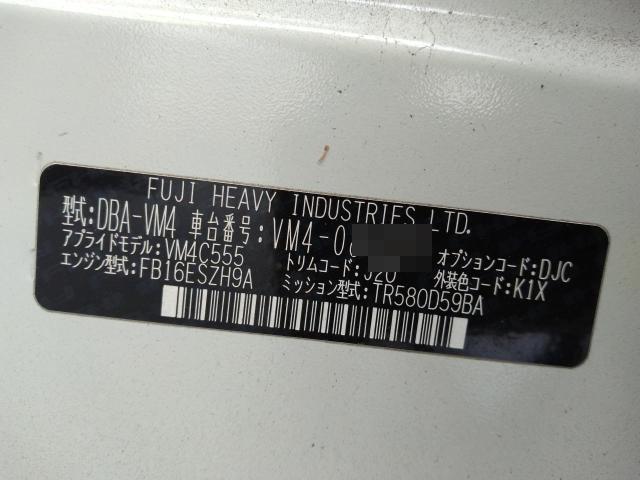 FUJI HEAVY INDUSTRIES LTD.
型式:DBA-VM4 車台番号:VM4-0
アプライドモデル:VM4C555 トリムコード:J20 オプションコード:DJC
エンジン型式:FB16ESZH9A ミッション型式:TR580D59BA 外装色コード:K1X